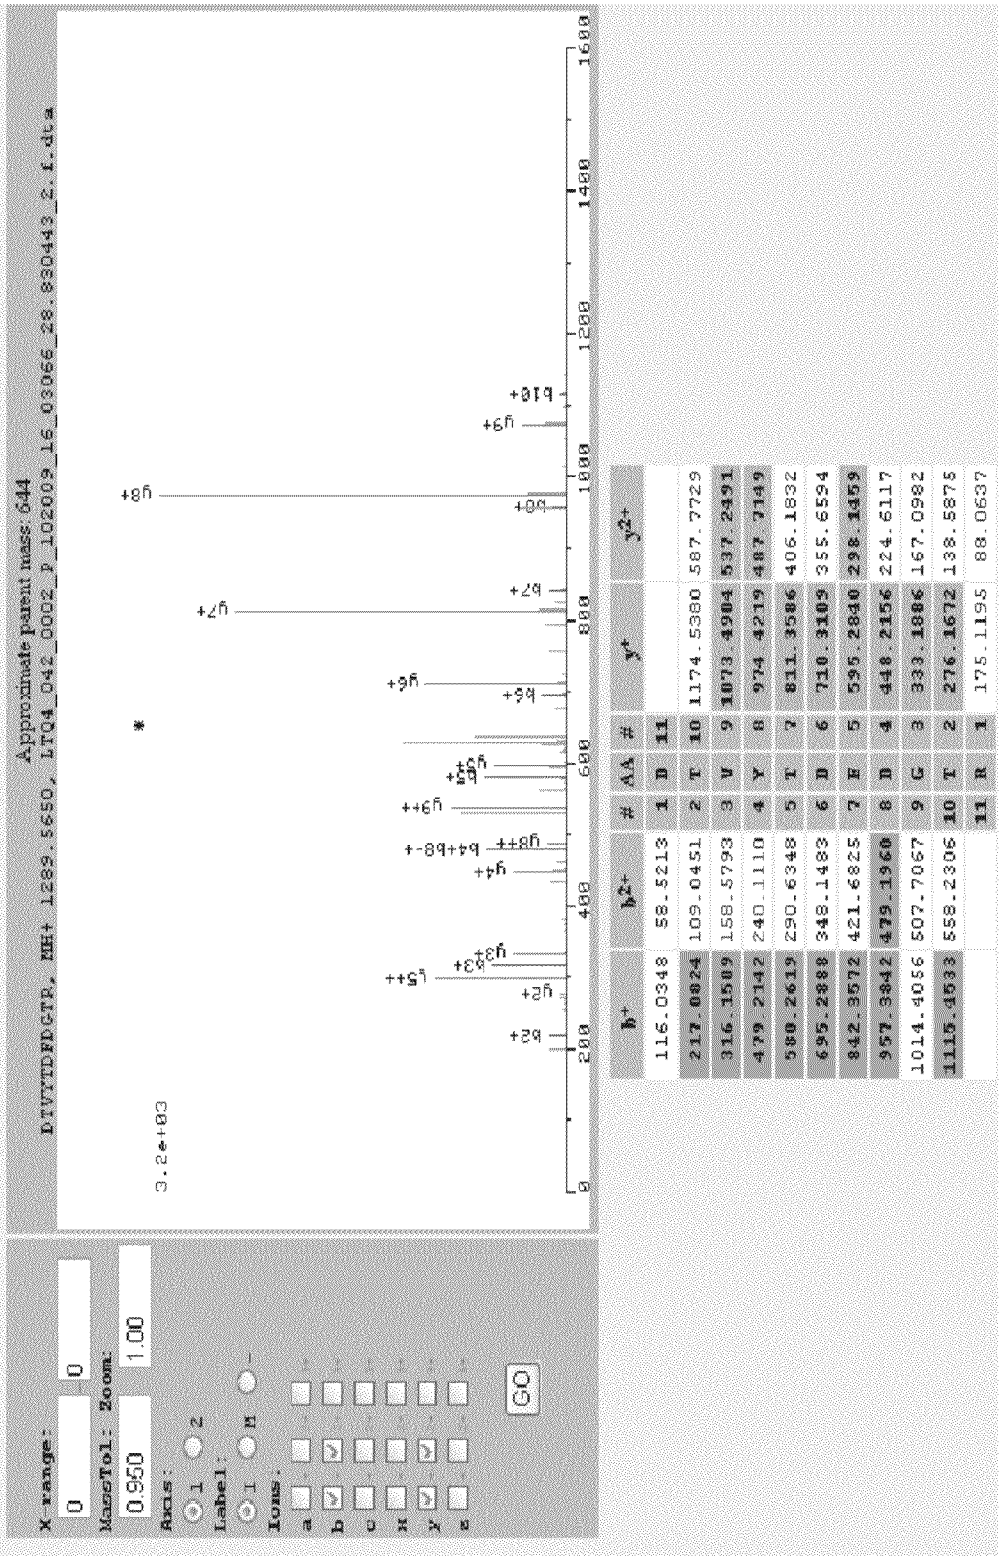 Approximate parent mass: 644
DTVYTDFDGTR, MH+ 1289.5650, LTQ4_042_0002_P_102009_16_03066_28.830443_2.f.dta
X-range:
0 0
MassTol: Zoom:
0.950 1.00
Axis:
1 2
Label:
I M -
Ions:
a
b
c
x
y
z
GO
3.2e+03
*
b2+
y2+
b3+
y3+
y4+
b4+b8+
y8++
y9++
b5+
y5+
b6+
y6+
y7+
b7+
y8+
y9+
b10+
0 200 400 600 800 1000 1200 1400 1600
b+ b2+ # AA # y+ y2+
116.0348 58.5213 1 D 11
217.0824 109.0451 2 T 10 1174.5380 587.7729
316.1509 158.5793 3 V 9 1073.4904 537.2491
479.2142 240.1110 4 Y 8 974.4219 487.7149
580.2619 290.6348 5 T 7 811.3586 406.1832
695.2888 348.1483 6 D 6 710.3109 355.6594
842.3572 421.6825 7 F 5 595.2840 298.1459
957.3842 479.1960 8 D 4 448.2156 224.6117
1014.4056 507.7067 9 G 3 333.1886 167.0982
1115.4533 558.2306 10 T 2 276.1672 138.5875
11 R 1 175.1195 88.0637